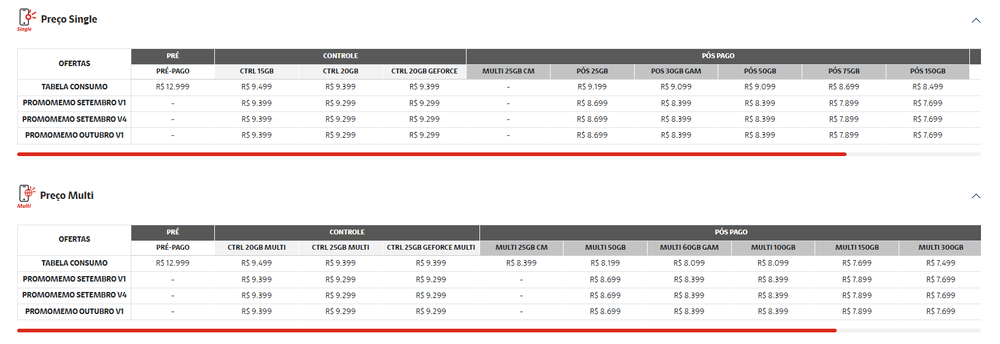 Single
Preço Single
OFERTAS PRÉ CONTROLE PÓS PAGO
PRÉ-PAGO CTRL 15GB CTRL 20GB CTRL 20GB GEFORCE MULTI 25GB CM PÓS 25GB POS 30GB GAM PÓS 50GB PÓS 75GB PÓS 150GB
TABELA CONSUMO R$ 12.999 R$ 9.499 R$ 9.399 R$ 9.399 - R$ 9.199 R$ 9.099 R$ 9.099 R$ 8.699 R$ 8.499
PROMOMEMO SETEMBRO V1 - R$ 9.399 R$ 9.299 R$ 9.299 - R$ 8.699 R$ 8.399 R$ 8.399 R$ 7.899 R$ 7.699
PROMOMEMO SETEMBRO V4 - R$ 9.399 R$ 9.299 R$ 9.299 - R$ 8.699 R$ 8.399 R$ 8.399 R$ 7.899 R$ 7.699
PROMOMEMO OUTUBRO V1 - R$ 9.399 R$ 9.299 R$ 9.299 - R$ 8.699 R$ 8.399 R$ 8.399 R$ 7.899 R$ 7.699
Multi
Preço Multi
OFERTAS PRÉ CONTROLE PÓS PAGO
PRÉ-PAGO CTRL 20GB MULTI CTRL 25GB MULTI CTRL 25GB GEFORCE MULTI MULTI 25GB CM MULTI 50GB MULTI 60GB GAM MULTI 100GB MULTI 150GB MULTI 300GB
TABELA CONSUMO R$ 12.999 R$ 9.499 R$ 9.399 R$ 9.399 R$ 8.399 R$ 8.199 R$ 8.099 R$ 8.099 R$ 7.699 R$ 7.499
PROMOMEMO SETEMBRO V1 - R$ 9.399 R$ 9.299 R$ 9.299 - R$ 8.699 R$ 8.399 R$ 8.399 R$ 7.899 R$ 7.699
PROMOMEMO SETEMBRO V4 - R$ 9.399 R$ 9.299 R$ 9.299 - R$ 8.699 R$ 8.399 R$ 8.399 R$ 7.899 R$ 7.699
PROMOMEMO OUTUBRO V1 - R$ 9.399 R$ 9.299 R$ 9.299 - R$ 8.699 R$ 8.399 R$ 8.399 R$ 7.899 R$ 7.699